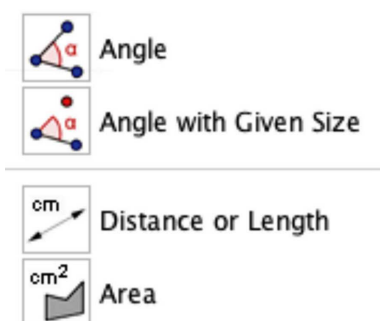 α Angle
α Angle with Given Size
cm Distance or Length
cm² Area